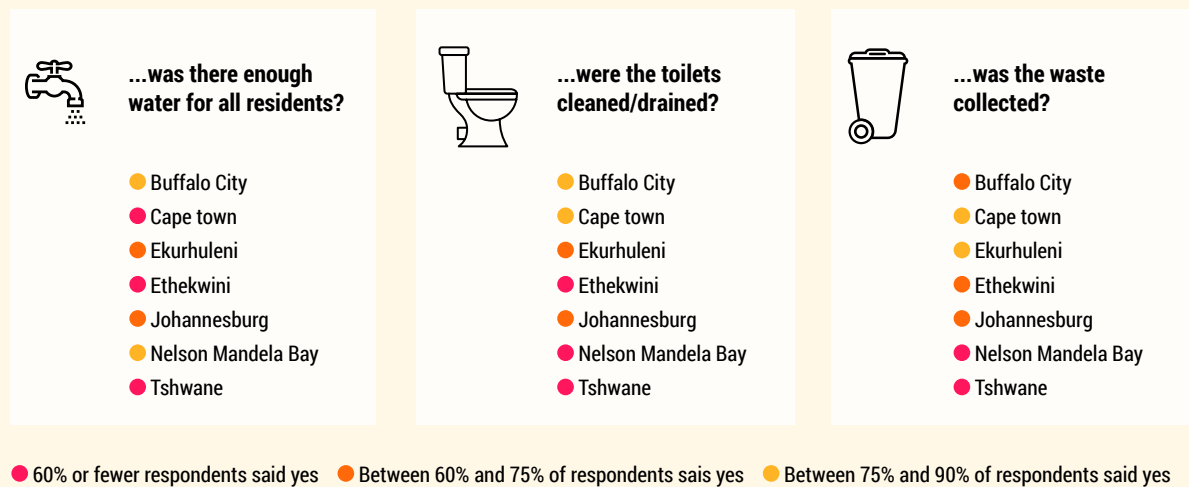 ...was there enough
water for all residents?
Buffalo City
Cape town
Ekurhuleni
Ethekwini
Johannesburg
Nelson Mandela Bay
Tshwane
...were the toilets
cleaned/drained?
Buffalo City
Cape town
Ekurhuleni
Ethekwini
Johannesburg
Nelson Mandela Bay
Tshwane
...was the waste
collected?
Buffalo City
Cape town
Ekurhuleni
Ethekwini
Johannesburg
Nelson Mandela Bay
Tshwane
60% or fewer respondents said yes
Between 60% and 75% of respondents sais yes
Between 75% and 90% of respondents said yes